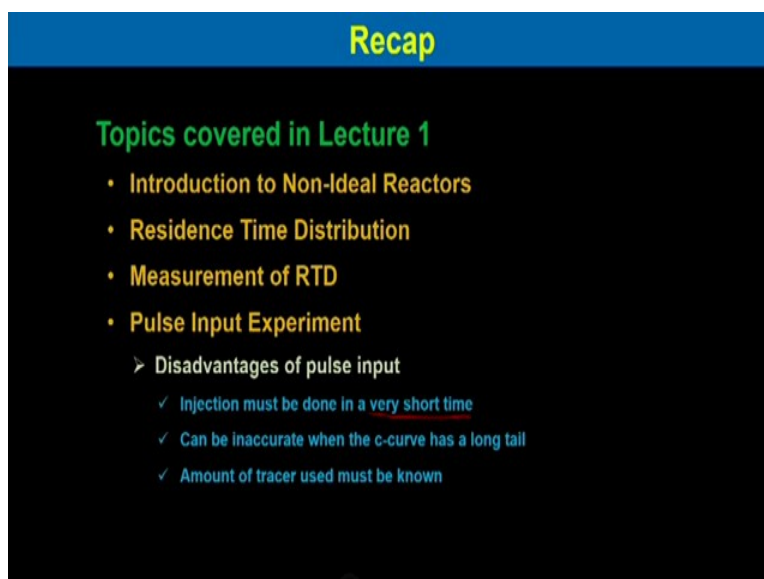 Recap
Topics covered in Lecture 1
• Introduction to Non-Ideal Reactors
• Residence Time Distribution
• Measurement of RTD
• Pulse Input Experiment
➢ Disadvantages of pulse input
✓ Injection must be done in a very short time
✓ Can be inaccurate when the c-curve has a long tail
✓ Amount of tracer used must be known